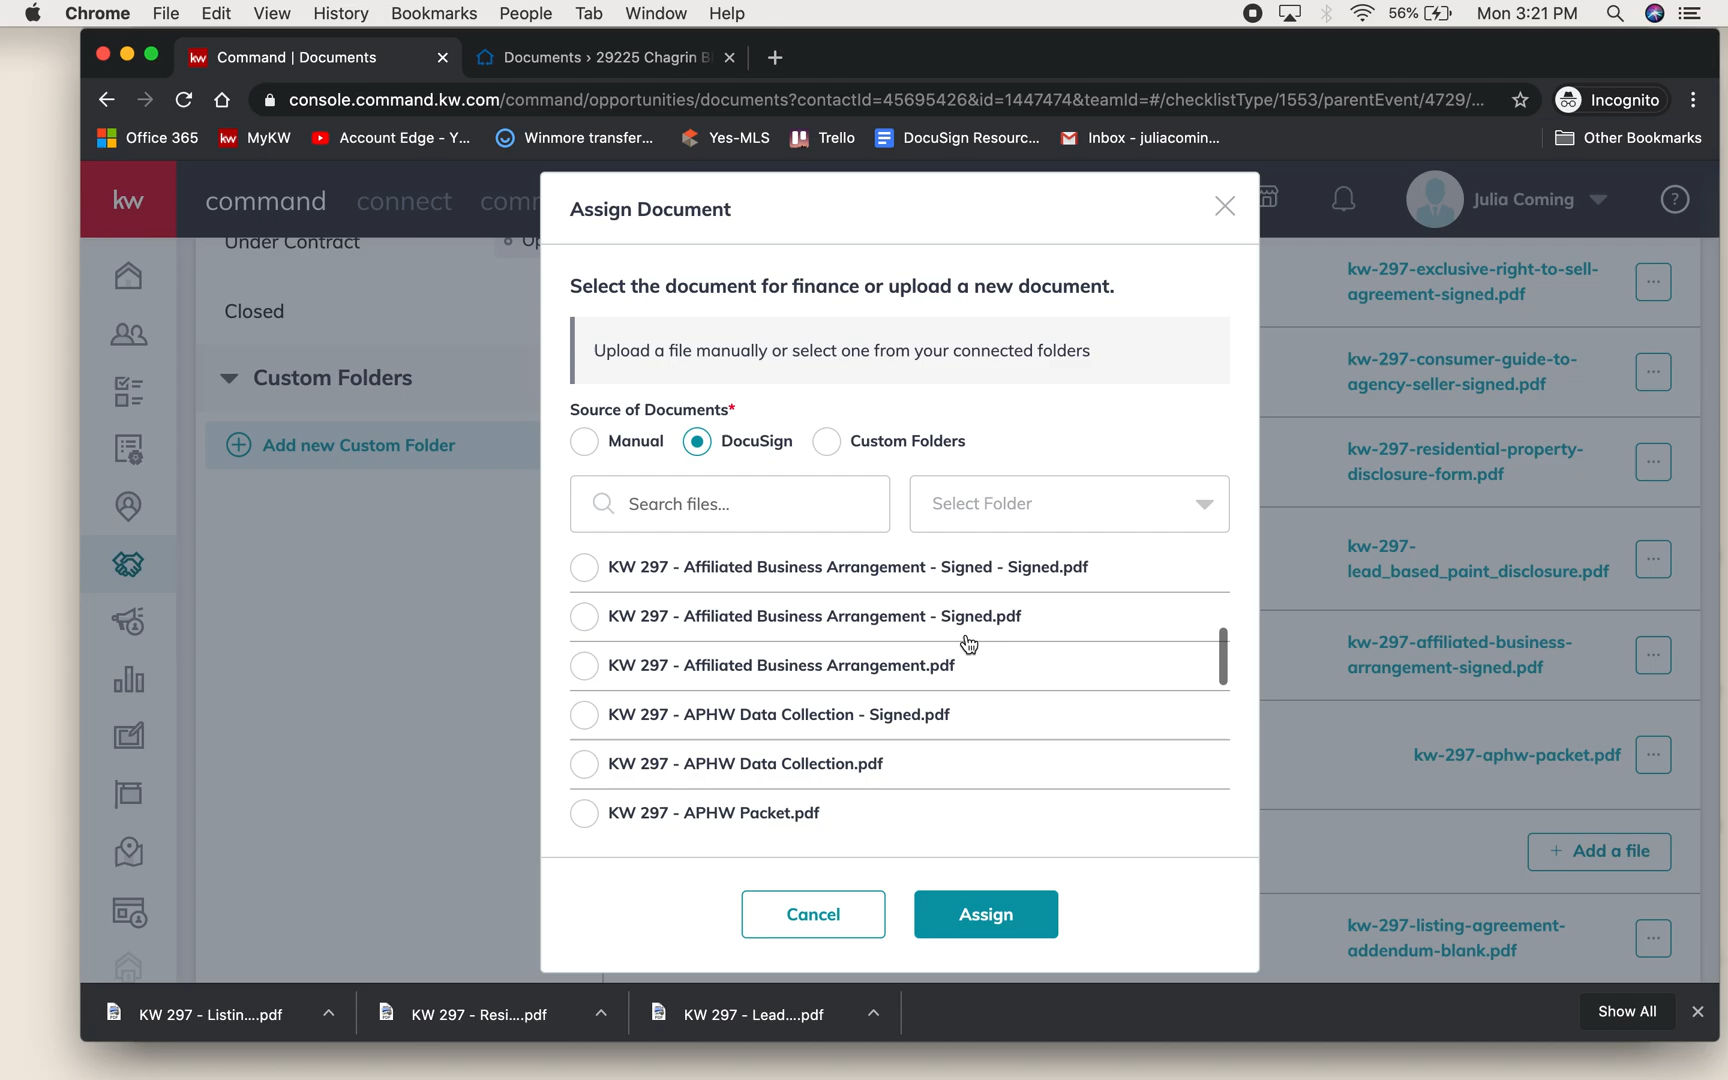 Chrome File Edit View History Bookmarks People Tab Window Help 56% Mon 3:21 PM
kw Command | Documents Documents › 29225 Chagrin B
console.command.kw.com/command/opportunities/documents?contactId=45695426&id=1447474&teamId=#/checklistType/1553/parentEvent/4729/... Incognito
Office 365 kw MyKW Account Edge - Y... Winmore transfer... Yes-MLS Trello DocuSign Resourc... Inbox - juliacomin... Other Bookmarks
kw command connect Julia Coming ?
Under Contract
Closed
Custom Folders
Add new Custom Folder
Assign Document
Select the document for finance or upload a new document.
Upload a file manually or select one from your connected folders
Source of Documents*
Manual DocuSign Custom Folders
Search files... Select Folder
KW 297 - Affiliated Business Arrangement - Signed - Signed.pdf
KW 297 - Affiliated Business Arrangement - Signed.pdf
KW 297 - Affiliated Business Arrangement.pdf
KW 297 - APHW Data Collection - Signed.pdf
KW 297 - APHW Data Collection.pdf
KW 297 - APHW Packet.pdf
Cancel Assign
kw-297-exclusive-right-to-sell-
agreement-signed.pdf
kw-297-consumer-guide-to-
agency-seller-signed.pdf
kw-297-residential-property-
disclosure-form.pdf
kw-297-
lead_based_paint_disclosure.pdf
kw-297-affiliated-business-
arrangement-signed.pdf
kw-297-aphw-packet.pdf
+ Add a file
kw-297-listing-agreement-
addendum-blank.pdf
KW 297 - Listin....pdf KW 297 - Resi....pdf KW 297 - Lead....pdf Show All